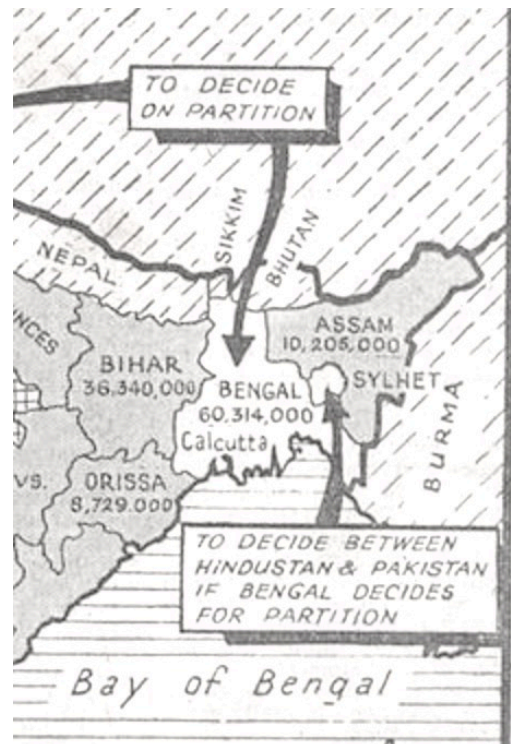 TO DECIDE
ON PARTITION
SIKKIM
BHUTAN
NEPAL
NCES
ASSAM
10,205,000
BIHAR
36,340,000
SYLHET
BENGAL
60,314,000
Calcutta
BURMA
VS.
ORISSA
8,729.000
TO DECIDE BETWEEN
HINDUSTAN & PAKISTAN
IF BENGAL DECIDES
FOR PARTITION
Bay of Bengal